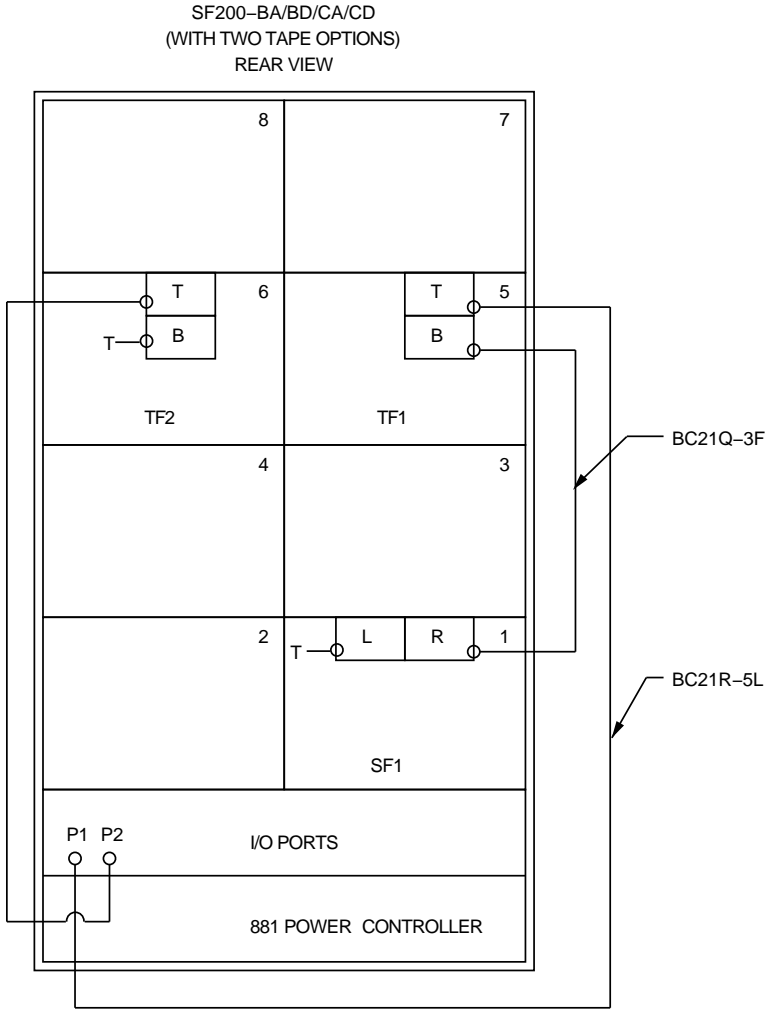 SF200–BA/BD/CA/CD
(WITH TWO TAPE OPTIONS)
REAR VIEW
8
7
T
6
T
5
T
B
B
TF2
TF1
4
3
BC21Q–3F
2
T
L
R
1
BC21R–5L
SF1
P1 P2
I/O PORTS
881 POWER CONTROLLER